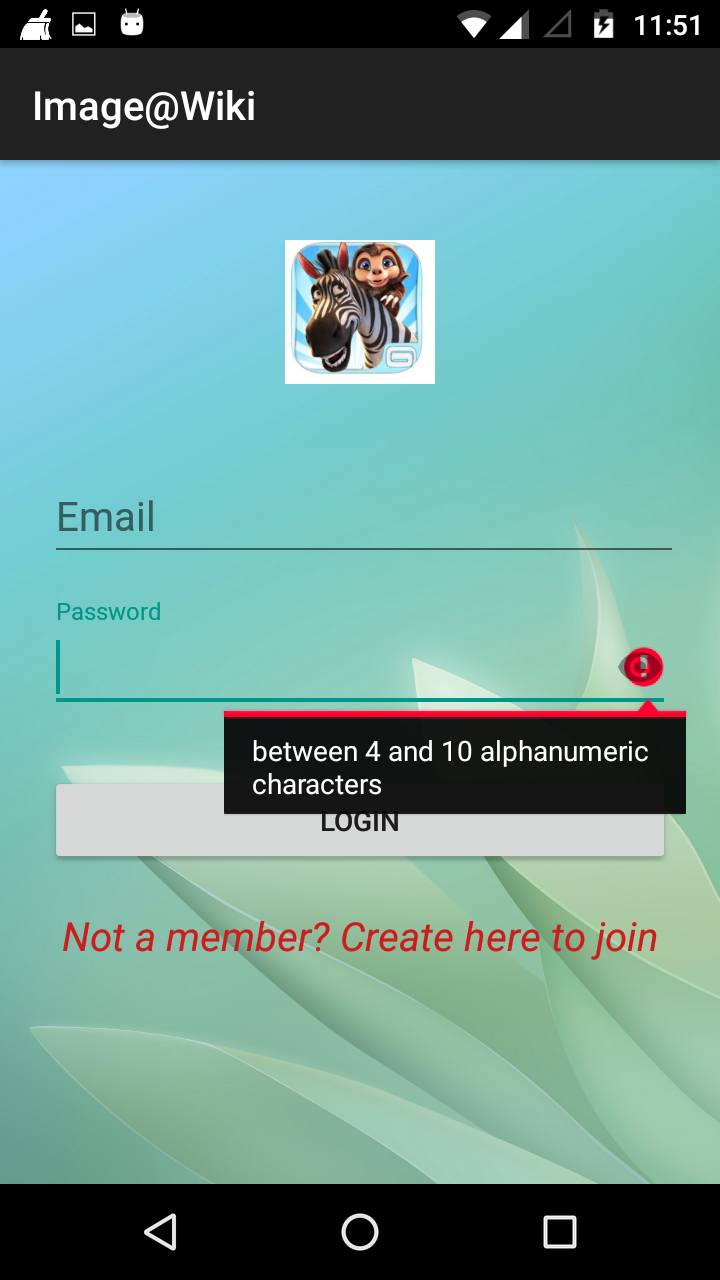 11:51
Image@Wiki
Email
Password
between 4 and 10 alphanumeric
characters
LOGIN
Not a member? Create here to join